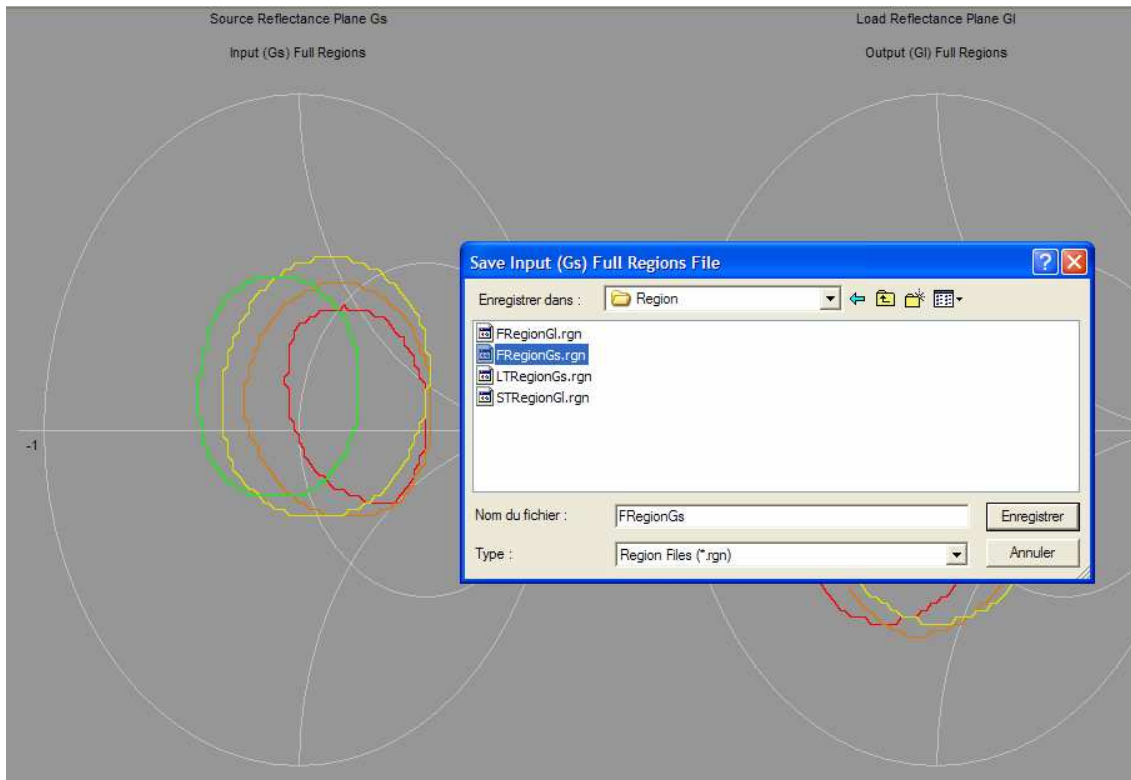 Source Reflectance Plane Gs
Load Reflectance Plane Gl
Input (Gs) Full Regions
Output (Gl) Full Regions
Save Input (Gs) Full Regions File
Enregistrer dans :
Region
FRegionGl.rgn
FRegionGs.rgn
LTRegionGs.rgn
STRegionGl.rgn
-1
Nom du fichier :
FRegionGs
Enregistrer
Type :
Region Files (*.rgn)
Annuler